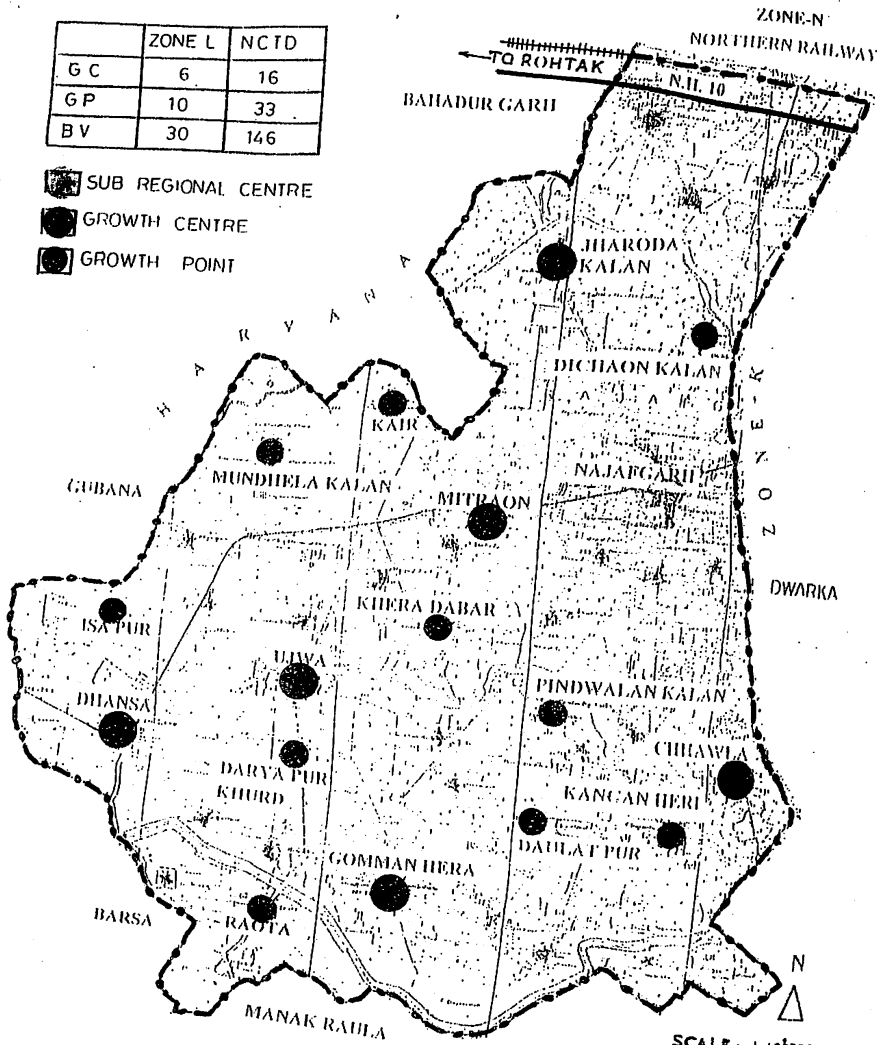 ZONE-N
NORTHERN RAILWAY
TO ROHTAK
N.H. 10
BAHADUR GARH
ZONE L NCTD
G C 6 16
G P 10 33
B V 30 146
SUB REGIONAL CENTRE
GROWTH CENTRE
GROWTH POINT
HARYANA
JHARODA
KALAN
DICHAON KALAN
ZONE-K
KAIR
MUNDHELA KALAN
NAJAFGARH
GUBANA
MITRAON
DWARKA
ISA PUR
KHERA DABAR
UJWA
DHANSA
PINDWALAN KALAN
CHHAWLA
DARYA PUR
KHURD
KANGAN HERI
DAULAT PUR
GOMMAN HERA
BARSA
RAOTA
N
MANAK RAULA